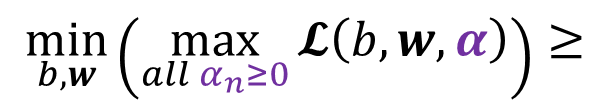 min_{b,w} ( max_{all α_n≥0} ℒ(b, w, α) ) ≥